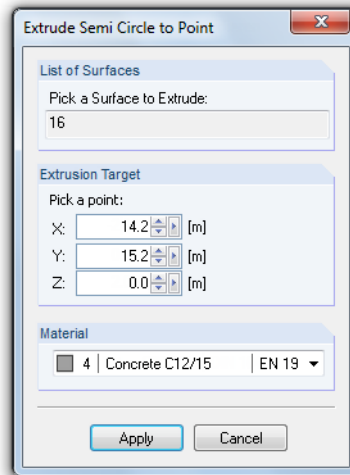 Extrude Semi Circle to Point
List of Surfaces
Pick a Surface to Extrude:
16
Extrusion Target
Pick a point:
X: 14.2 [m]
Y: 15.2 [m]
Z: 0.0 [m]
Material
4 Concrete C12/15 EN 19
Apply Cancel